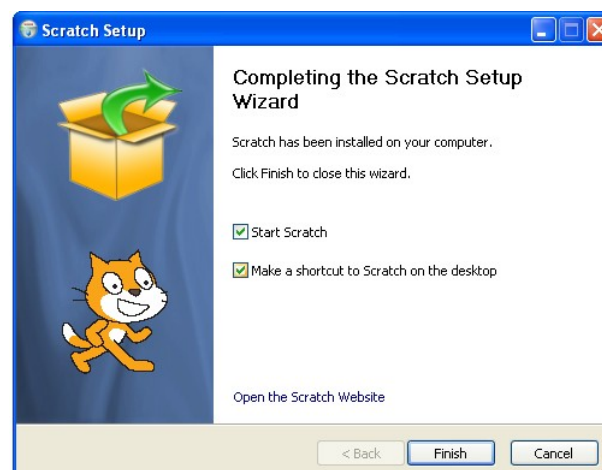 Scratch Setup
Completing the Scratch Setup
Wizard
Scratch has been installed on your computer.
Click Finish to close this wizard.
Start Scratch
Make a shortcut to Scratch on the desktop
Open the Scratch Website
< Back Finish Cancel